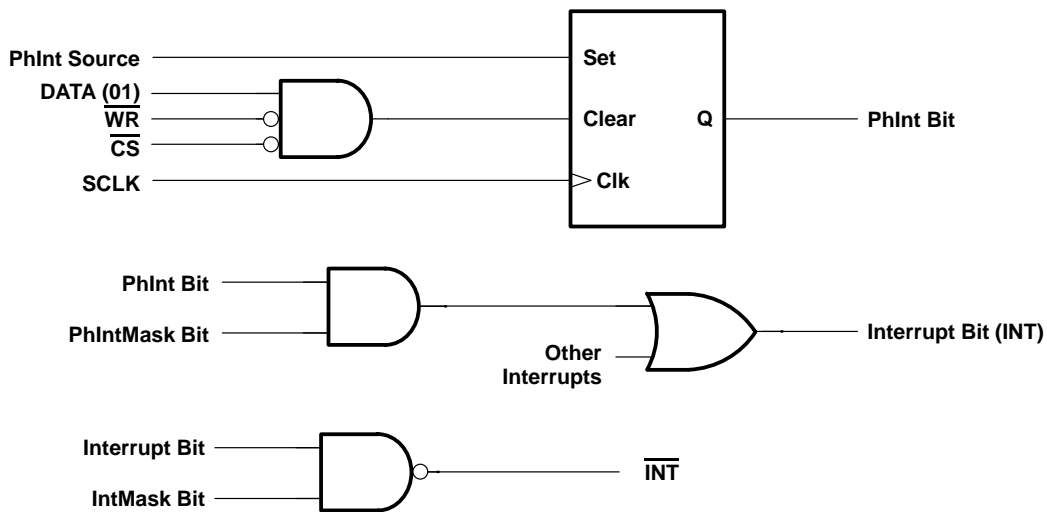 PhInt Source
DATA (01)
WR
CS
SCLK
Set
Clear
Clk
Q
PhInt Bit
PhInt Bit
PhIntMask Bit
Other
Interrupts
Interrupt Bit (INT)
Interrupt Bit
IntMask Bit
INT